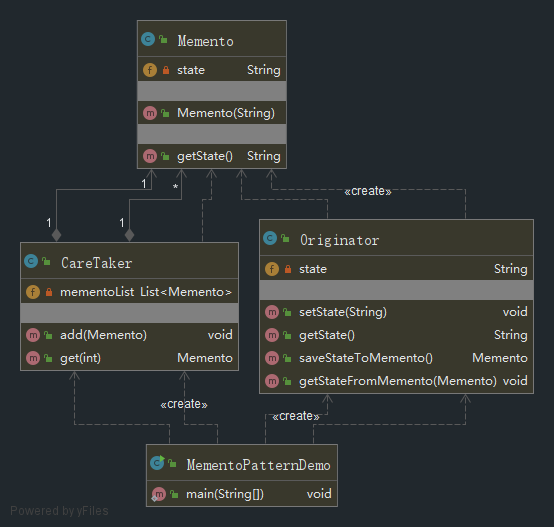 Memento
state String
Memento(String)
getState() String
1
*
«create»
1
1
CareTaker
mementoList List<Memento>
add(Memento) void
get(int) Memento
Originator
state String
setState(String) void
getState() String
saveStateToMemento() Memento
getStateFromMemento(Memento) void
«create»
«create»
MementoPatternDemo
main(String[]) void
Powered by yFiles